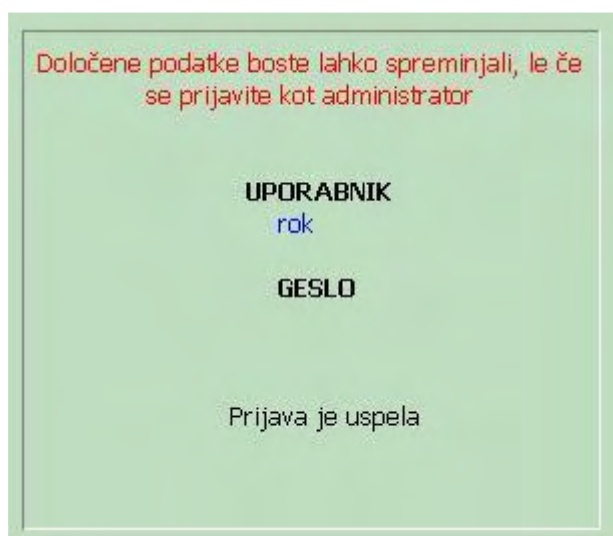 Določene podatke boste lahko spreminjali, le če
se prijavite kot administrator
UPORABNIK
rok
GESLO
Prijava je uspela